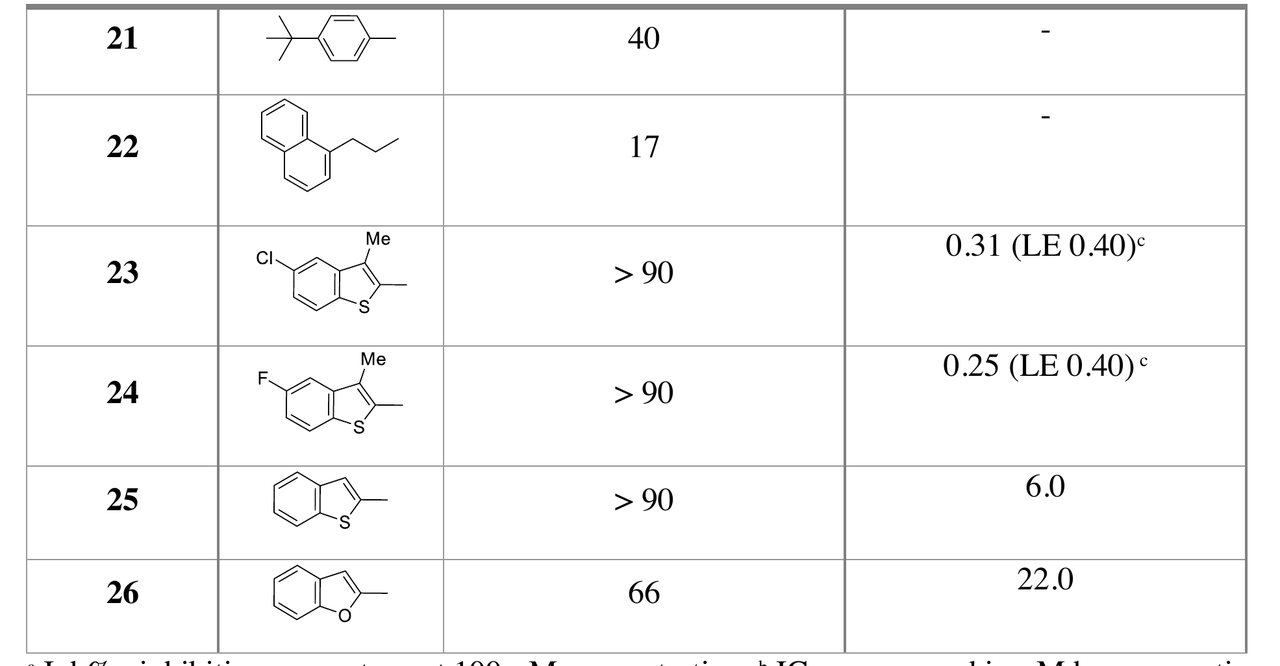 21 40 -
22 17 -
Me
Cl
S
23 > 90 0.31 (LE 0.40)ᶜ
Me
F
S
24 > 90 0.25 (LE 0.40) ᶜ
25 S > 90 6.0
26 O 66 22.0